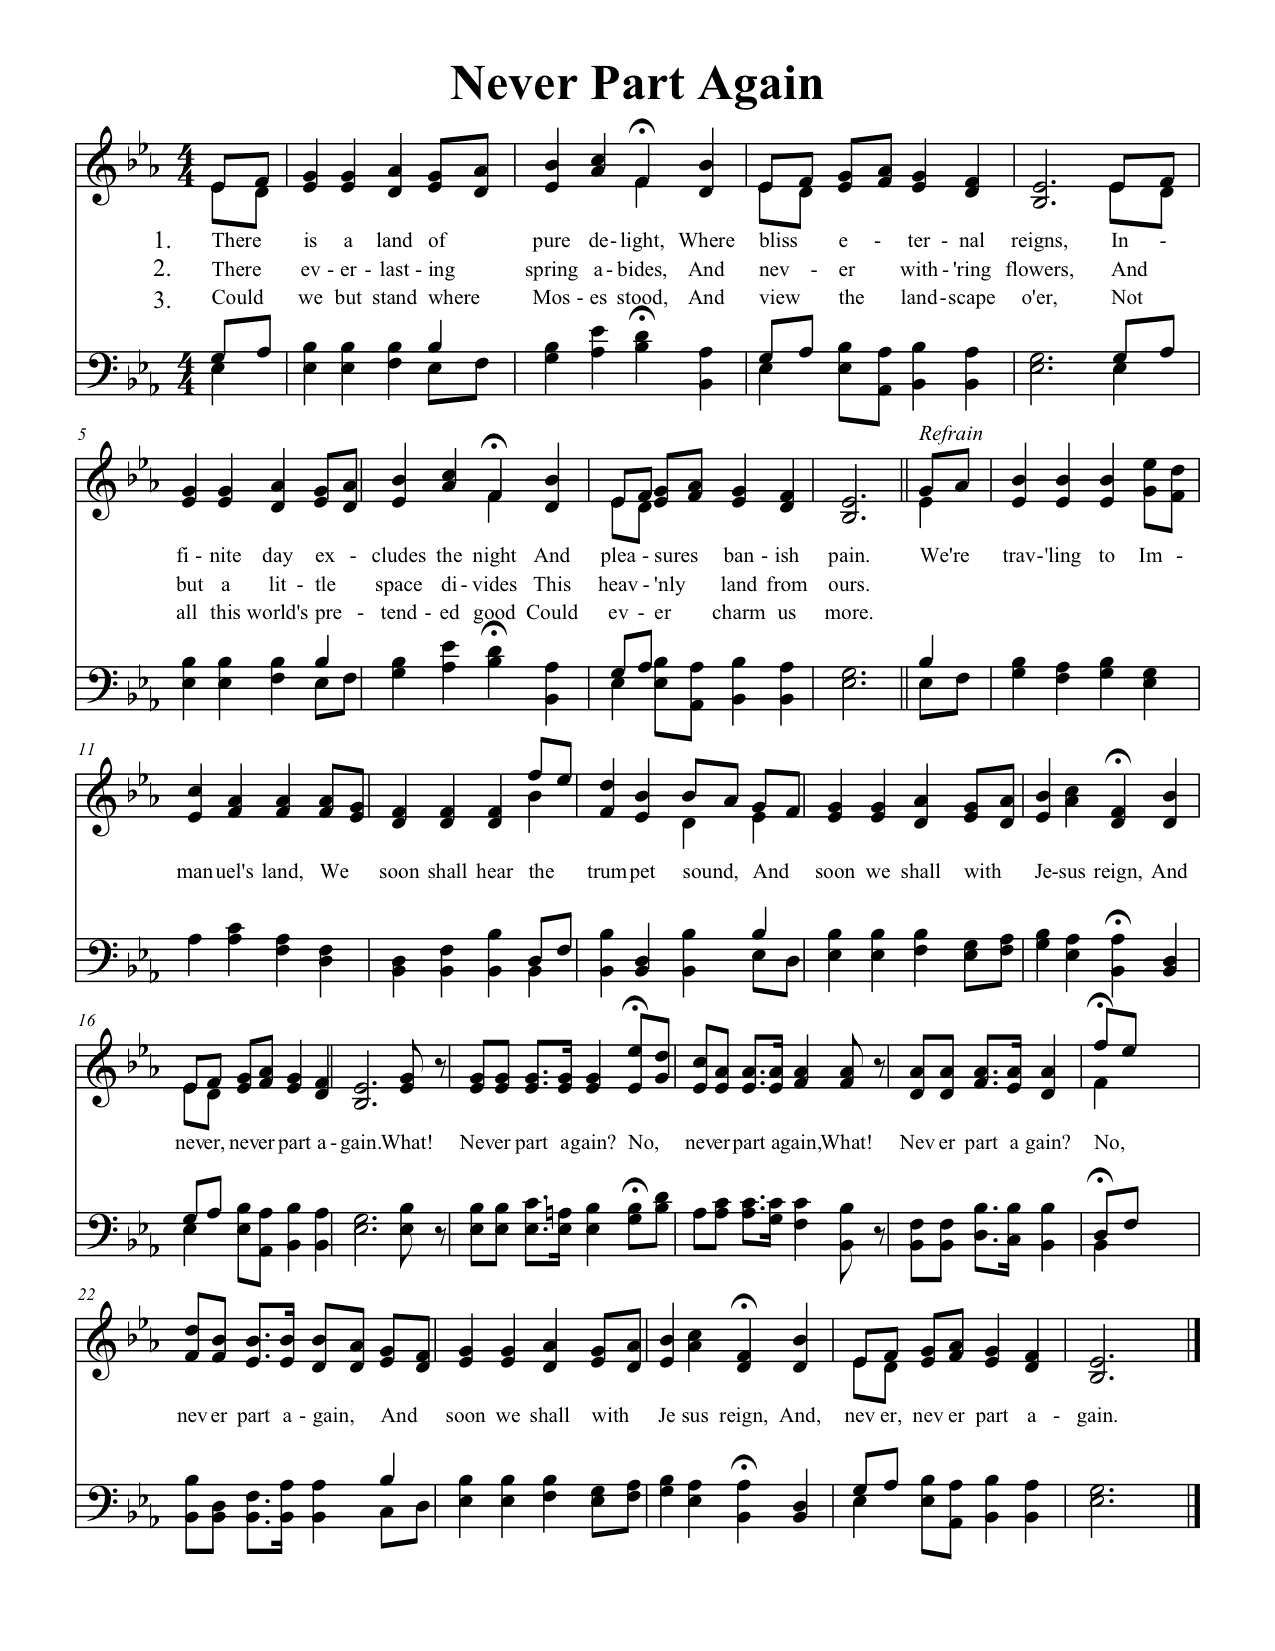 Never Part Again
4 4
1. There is a land of pure de - light, Where bliss e - ter - nal reigns, In -
2. There ev - er - last - ing spring a - bides, And nev - er with - 'ring flowers, And
3. Could we but stand where Mos - es stood, And view the land - scape o'er, Not
4 4
5
Refrain
fi - nite day ex - cludes the night And plea - sures ban - ish pain. We're trav - 'ling to Im -
but a lit - tle space di - vides This heav - 'nly land from ours.
all this world's pre - tend - ed good Could ev - er charm us more.
11
man uel's land, We soon shall hear the trum pet sound, And soon we shall with Je - sus reign, And
16
never, never part a - gain. What! Never part again? No, never part again, What! Nev er part a gain? No,
22
nev er part a - gain, And soon we shall with Je sus reign, And, nev er, nev er part a - gain.